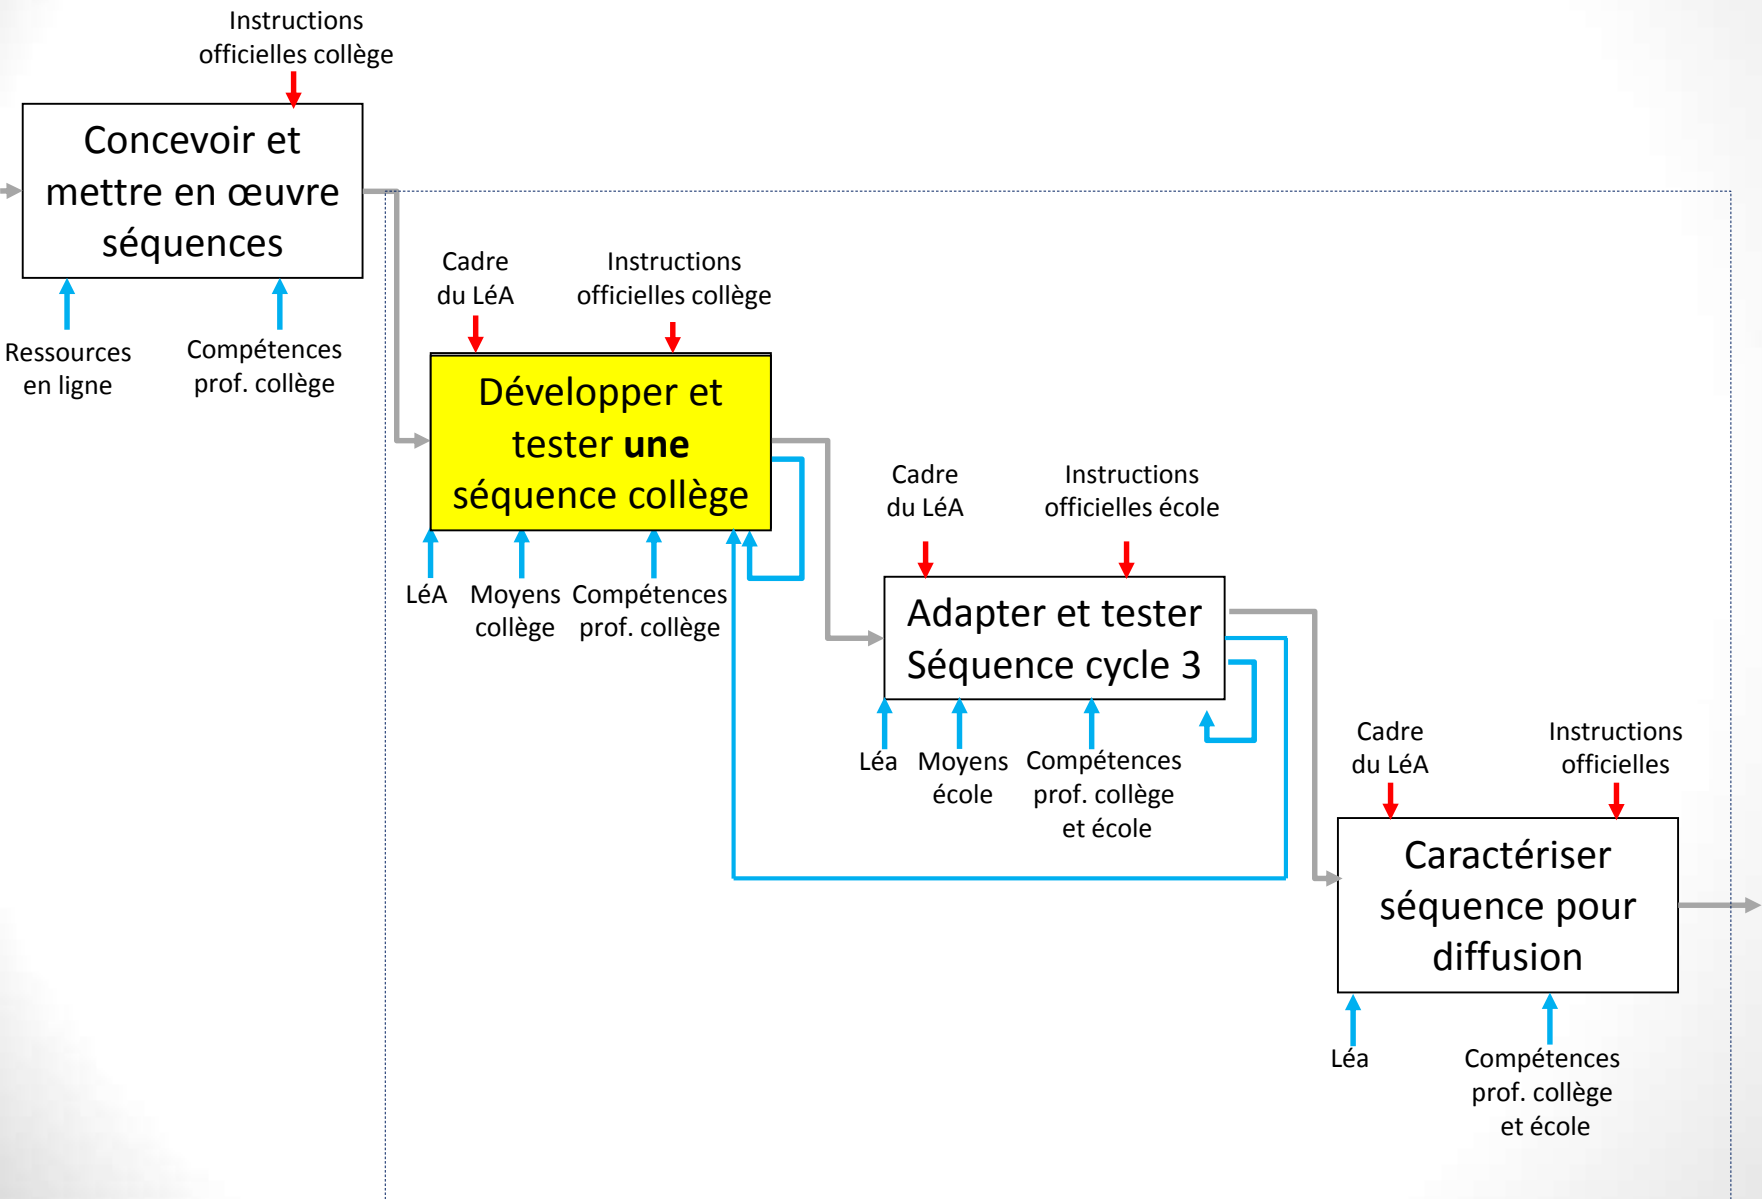 Instructions
officielles collège
Concevoir et
mettre en œuvre
séquences
Ressources
en ligne
Compétences
prof. collège
Cadre
du LéA
Instructions
officielles collège
Développer et
tester une
séquence collège
LéA
Moyens
collège
Compétences
prof. collège
Cadre
du LéA
Instructions
officielles école
Adapter et tester
Séquence cycle 3
Léa
Moyens
école
Compétences
prof. collège
et école
Cadre
du LéA
Instructions
officielles
Caractériser
séquence pour
diffusion
Léa
Compétences
prof. collège
et école